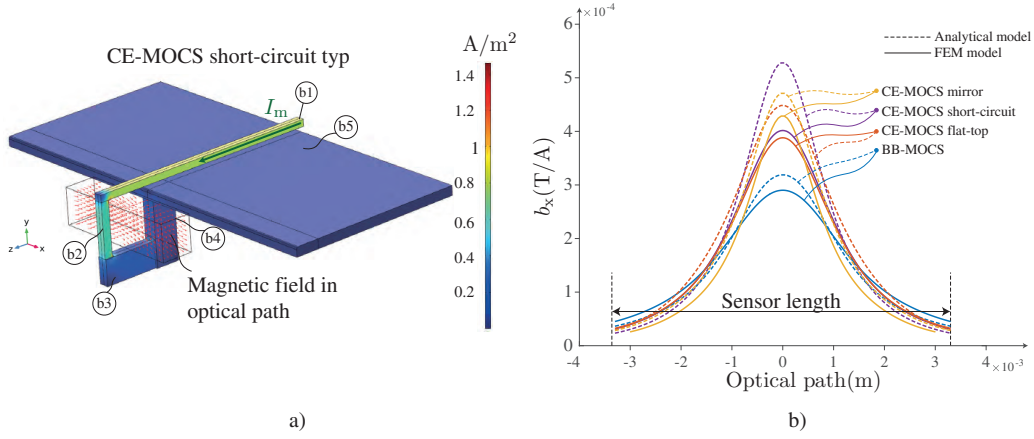 CE-MOCS short-circuit typ
A/m²
1.4
1.2
1
0.8
0.6
0.4
0.2
I_m
b1
b5
b2
b4
b3
y
z
x
Magnetic field in
optical path
a)
×10⁻⁴
6
5
4
3
2
1
0
b_x(T/A)
Analytical model
FEM model
CE-MOCS mirror
CE-MOCS short-circuit
CE-MOCS flat-top
BB-MOCS
Sensor length
-4
-3
-2
-1
0
1
2
3
4
×10⁻³
Optical path(m)
b)